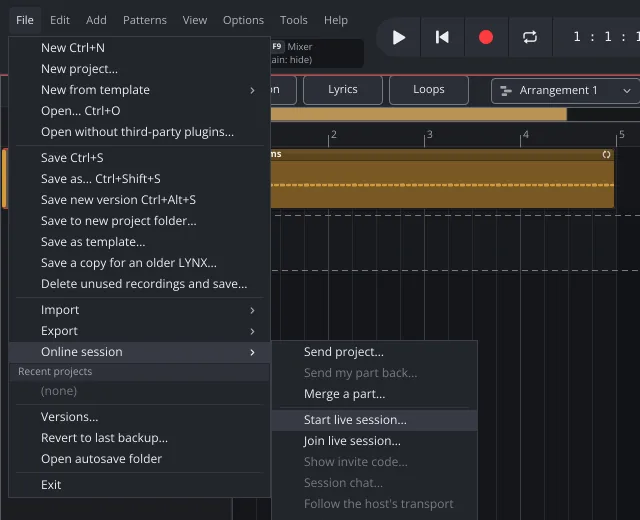 File Edit Add Patterns View Options Tools Help
F9 Mixer
ain: hide)
1 : 1 : 1
New Ctrl+N
New project...
New from template
Open... Ctrl+O
Open without third-party plugins...
Save Ctrl+S
Save as... Ctrl+Shift+S
Save new version Ctrl+Alt+S
Save to new project folder...
Save as template...
Save a copy for an older LYNX...
Delete unused recordings and save...
Import
Export
Online session
Recent projects
(none)
Versions...
Revert to last backup...
Open autosave folder
Exit
on Lyrics Loops Arrangement 1
2 3 4 5
ms
Send project...
Send my part back...
Merge a part...
Start live session...
Join live session...
Show invite code...
Session chat...
Follow the host's transport